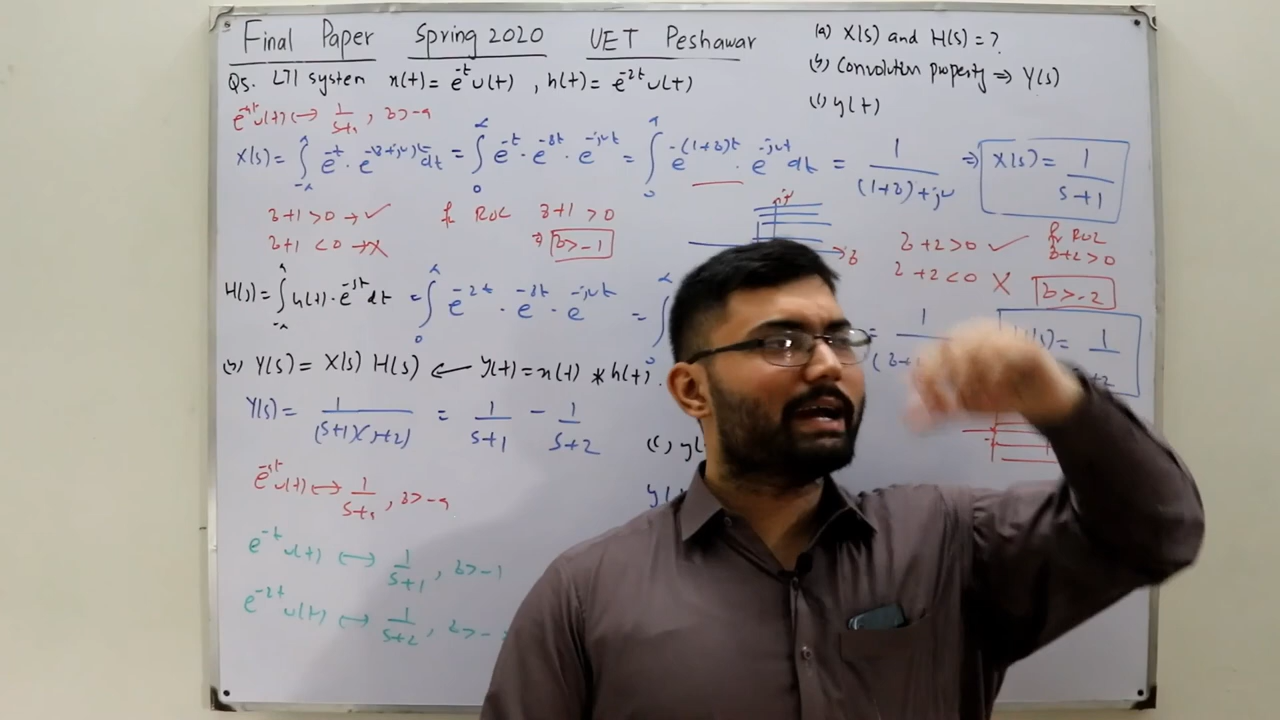 Final Paper Spring 2020 UET Peshawar
Q5. LTI system x(t) = e^-t u(t) , h(t) = e^-2t u(t)
(a) X(s) and H(s) = ?
(b) Convolution property ⇒ Y(s)
(c) y(t)
e^-at u(t) ↔ 1/(s+a) , σ>-a
X(s) = ∫ e^-t · e^-(σ+jω)t dt = ∫ e^-t · e^-σt · e^-jωt = ∫ e^-(1+σ)t · e^-jωt dt = 1/((1+σ)+jω) ⇒ X(s) = 1/(s+1)
σ+1 >0 → ✓
σ+1 <0 → X
for ROC σ+1 >0
⇒ σ>-1
jω
σ
σ+2>0 ✓
σ+2<0 X
for ROC
σ+2>0
σ>-2
H(s) = ∫ h(t) · e^-st dt = ∫ e^-2t · e^-σt · e^-jωt = ∫
(b) Y(s) = X(s) H(s) ← y(t) = x(t) * h(t).
Y(s) = 1/((s+1)(s+2)) = 1/(s+1) - 1/(s+2)
(c) y(
y(
e^-at u(t) ↔ 1/(s+a) , σ>-a
e^-t u(t) ↔ 1/(s+1) , σ>-1
e^-2t u(t) ↔ 1/(s+2) , σ>-